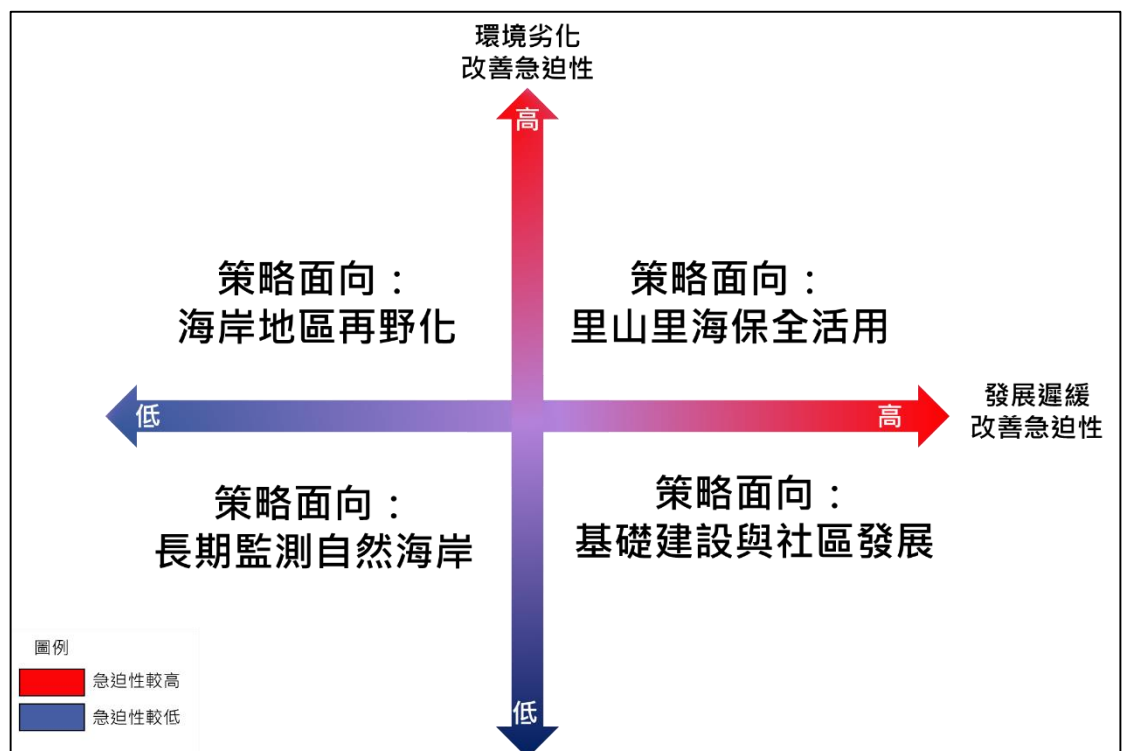 環境劣化
改善急迫性
高
策略面向：
海岸地區再野化
策略面向：
里山里海保全活用
低
高
發展遲緩
改善急迫性
策略面向：
長期監測自然海岸
策略面向：
基礎建設與社區發展
低
圖例
急迫性較高
急迫性較低